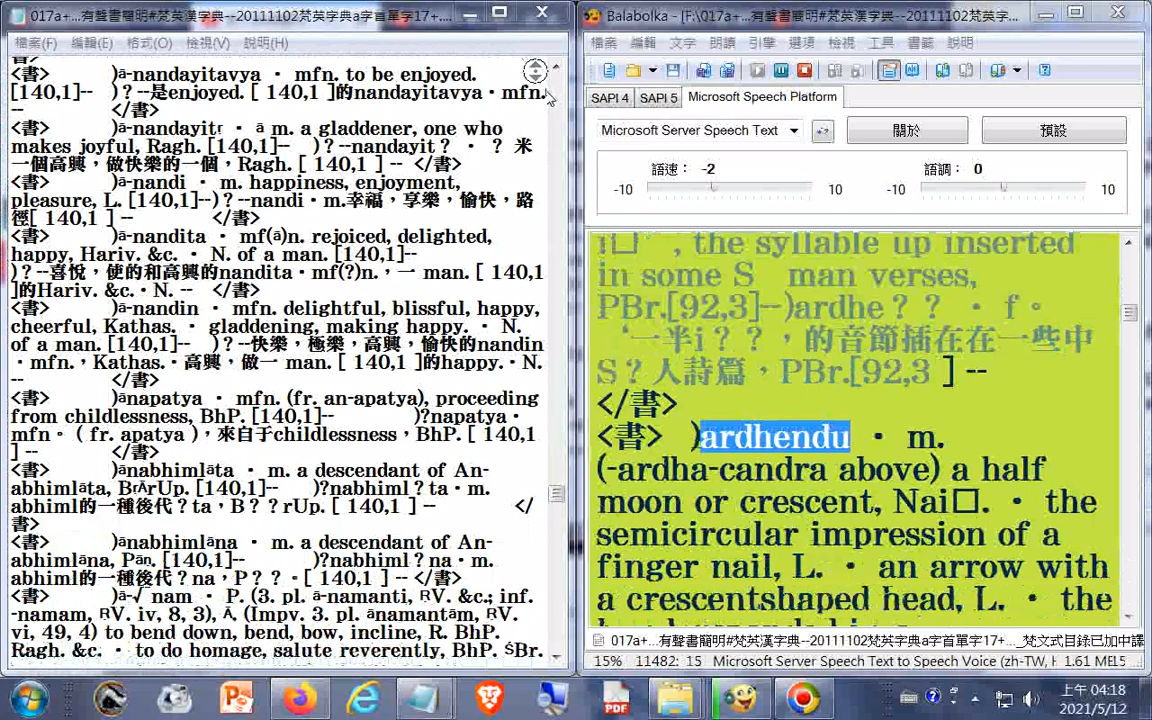 017a+...有聲書簡明#梵英漢字典--20111102梵英字典a字首單字17+...
檔案(F) 編輯(E) 格式(O) 檢視(V) 說明(H)
<書> )ā-nandayitavya • mfn. to be enjoyed.
[140,1]-- )?--是enjoyed. [ 140,1 ]的nandayitavya•mfn.
-- </書>
<書> )ā-nandayitṛ • ā m. a gladdener, one who
makes joyful, Ragh. [140,1]-- )?--nandayit? • ? 米
一個高興，做快樂的一個，Ragh. [ 140,1 ] -- </書>
<書> )ā-nandi • m. happiness, enjoyment,
pleasure, L. [140,1]--)?--nandi•m.幸福，享樂，愉快，路
徑[ 140,1 ] -- </書>
<書> )ā-nandita • mf(ā)n. rejoiced, delighted,
happy, Hariv. &c. • N. of a man. [140,1]--
)?--喜悅，使的和高興的nandita•mf(?)n.，一 man. [ 140,1
]的Hariv. &c.•N. -- </書>
<書> )ā-nandin • mfn. delightful, blissful, happy,
cheerful, Kathas. • gladdening, making happy. • N.
of a man. [140,1]-- )?--快樂，極樂，高興，愉快的nandin
•mfn.，Kathas.•高興，做一 man. [ 140,1 ]的happy.•N.
-- </書>
<書> )ānapatya • mfn. (fr. an-apatya), proceeding
from childlessness, BhP. [140,1]-- )?napatya•
mfn。 ( fr. apatya )，來自于childlessness，BhP. [ 140,1
] -- </書>
<書> )ānabhimlāta • m. a descendant of An-
abhimlāta, BṛĀrUp. [140,1]-- )?nabhiml?ta•m.
abhiml的一種後代?ta，B??rUp. [ 140,1 ] -- </
書>
<書> )ānabhimlāna • m. a descendant of An-
abhimlāna, Pāṇ. [140,1]-- )?nabhiml?na•m.
abhiml的一種後代?na，P??•[ 140,1 ] -- </書>
<書> )ā-√ nam • P. (3. pl. ā-namanti, ṚV. &c.; inf.
-namam, ṚV. iv, 8, 3), Ā. (Impv. 3. pl. ānamantām, ṚV.
vi, 49, 4) to bend down, bend, bow, incline, R. BhP.
Ragh. &c. • to do homage, salute reverently, BhP. ŚBr.
Balabolka - [F:\017a+...有聲書簡明#梵英漢字典--20111102梵英字...
檔案 編輯 文字 朗讀 引擎 選項 檢視 工具 書籤 說明
SAPI 4 SAPI 5 Microsoft Speech Platform
Microsoft Server Speech Text 關於 預設
語速： -2 語調： 0
-10 10 -10 10
, the syllable up inserted
in some S man verses,
PBr.[92,3]--)ardhe？？ • f。
‘一半i？？，的音節插在在一些中
S？人詩篇，PBr.[92,3 ] --
</書>
<書> )ardhendu • m.
(-ardha-candra above) a half
moon or crescent, Nai□. • the
semicircular impression of a
finger nail, L. • an arrow with
a crescentshaped head, L. • the
017a+...有聲書簡明#梵英漢字典--20111102梵英字典a字首單字17+..._梵文式目錄已加中譯
15% 11482: 15 Microsoft Server Speech Text to Speech Voice (zh-TW, H 1.61 MB
上午 04:18
2021/5/12